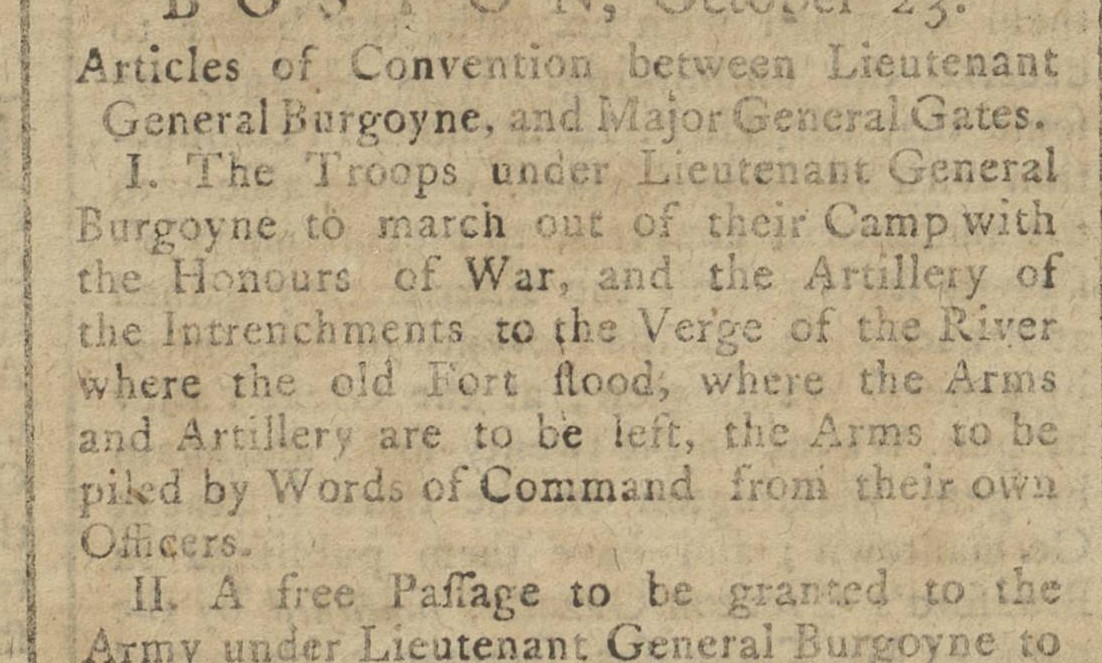 BOSTON, October 23.
Articles of Convention between Lieutenant
General Burgoyne, and Major General Gates.
I. The Troops under Lieutenant General
Burgoyne to march out of their Camp with
the Honours of War, and the Artillery of
the Intrenchments to the Verge of the River
where the old Fort ſtood; where the Arms
and Artillery are to be left, the Arms to be
piled by Words of Command from their own
Officers.
II. A free Paſſage to be granted to the
Army under Lieutenant General Burgoyne to